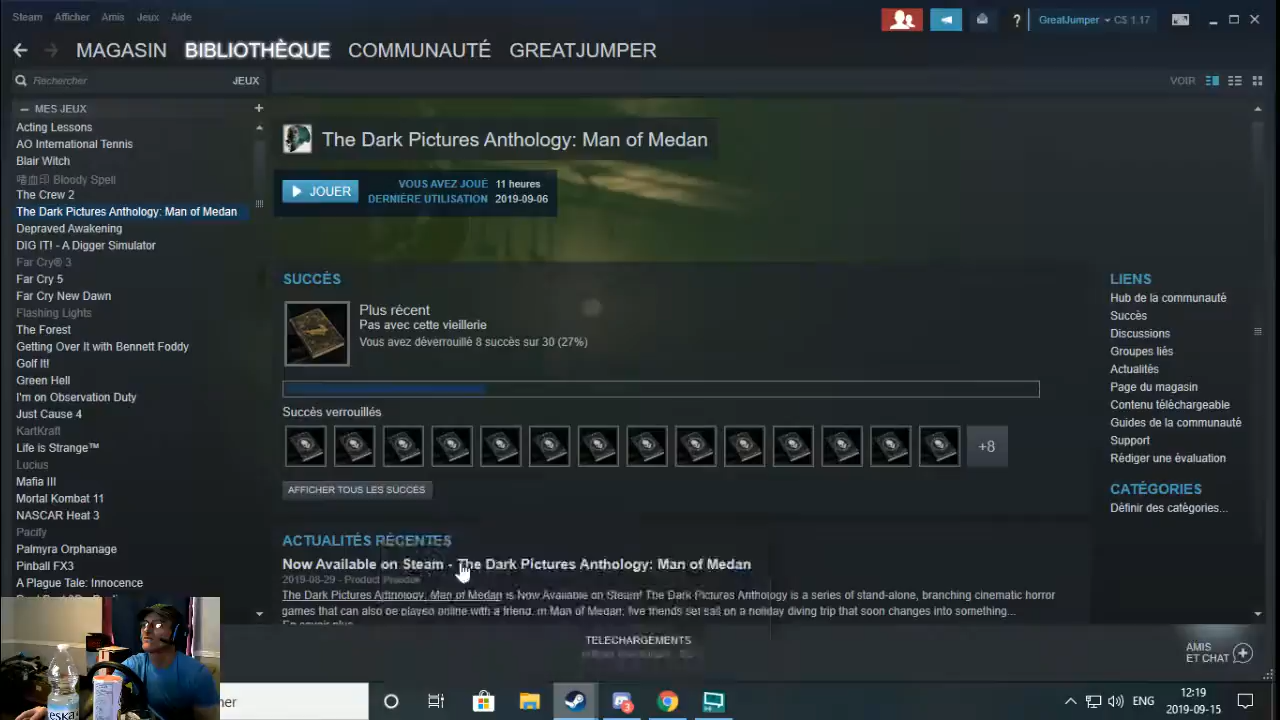 Steam Afficher Amis Jeux Aide
GreatJumper C$ 1.17
MAGASIN BIBLIOTHÈQUE COMMUNAUTÉ GREATJUMPER
Rechercher JEUX VOIR
MES JEUX
Acting Lessons
AO International Tennis
Blair Witch
嗜血印 Bloody Spell
The Crew 2
The Dark Pictures Anthology: Man of Medan
Depraved Awakening
DIG IT! - A Digger Simulator
Far Cry® 3
Far Cry 5
Far Cry New Dawn
Flashing Lights
The Forest
Getting Over It with Bennett Foddy
Golf It!
Green Hell
I'm on Observation Duty
Just Cause 4
KartKraft
Life is Strange™
Lucius
Mafia III
Mortal Kombat 11
NASCAR Heat 3
Pacify
Palmyra Orphanage
Pinball FX3
A Plague Tale: Innocence
The Dark Pictures Anthology: Man of Medan
JOUER
VOUS AVEZ JOUÉ 11 heures
DERNIÈRE UTILISATION 2019-09-06
SUCCÈS
Plus récent
Pas avec cette vieillerie
Vous avez déverrouillé 8 succès sur 30 (27%)
Succès verrouillés
+8
AFFICHER TOUS LES SUCCÈS
ACTUALITÉS RÉCENTES
Now Available on Steam - The Dark Pictures Anthology: Man of Medan
2019-08-29 - Product
The Dark Pictures Anthology, Man of Medan is Now Available on Steam! The Dark Pictures Anthology is a series of stand-alone, branching cinematic horror
games that can also be played online with a friend. In Man of Medan, five friends set sail on a holiday diving trip that soon changes into something...
En savoir plus
LIENS
Hub de la communauté
Succès
Discussions
Groupes liés
Actualités
Page du magasin
Contenu téléchargeable
Guides de la communauté
Support
Rédiger une évaluation
CATÉGORIES
Définir des catégories...
TÉLÉCHARGEMENTS
AMIS
ET CHAT
her
ENG
12:19
2019-09-15